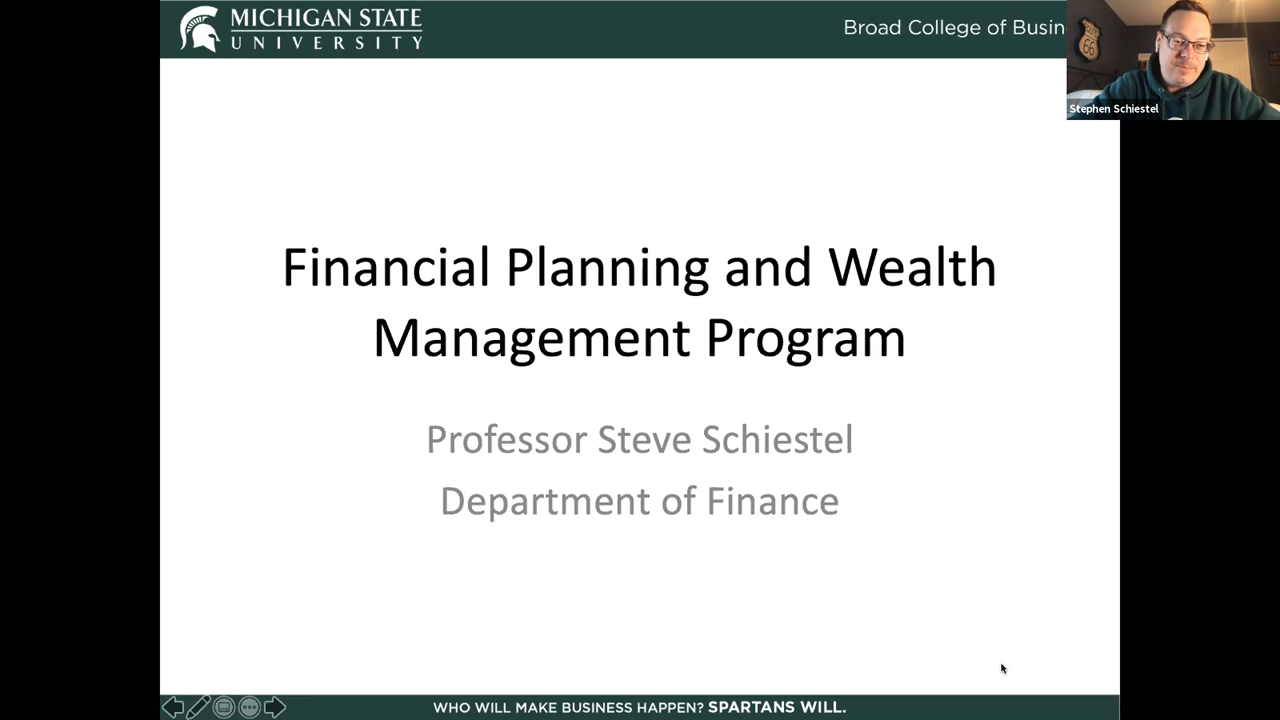 MICHIGAN STATE
UNIVERSITY
Broad College of Busin
66
Stephen Schiestel
Financial Planning and Wealth
Management Program
Professor Steve Schiestel
Department of Finance
WHO WILL MAKE BUSINESS HAPPEN? SPARTANS WILL.